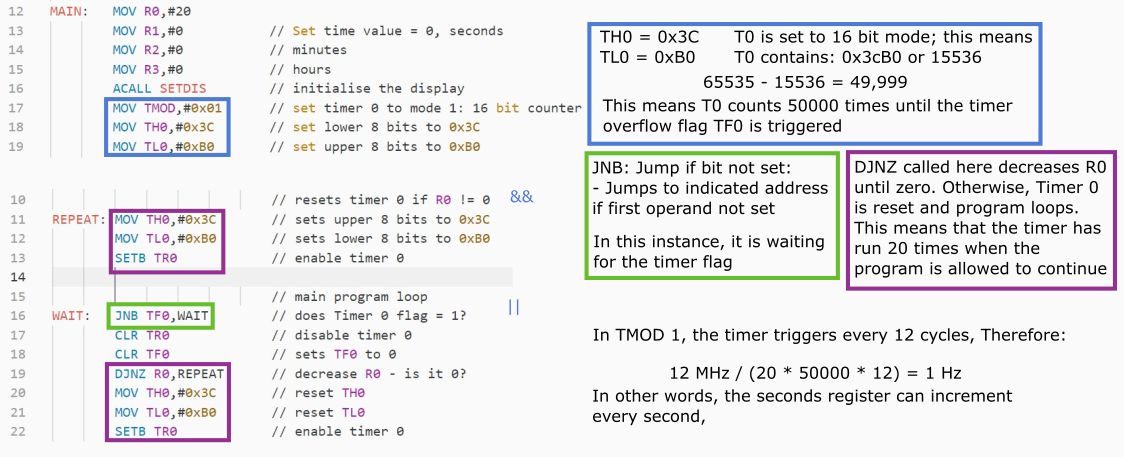 12 MAIN: MOV R0,#20
13 MOV R1,#0 // Set time value = 0, seconds
14 MOV R2,#0 // minutes
15 MOV R3,#0 // hours
16 ACALL SETDIS // initialise the display
17 MOV TMOD,#0x01 // set timer 0 to mode 1: 16 bit counter
18 MOV TH0,#0x3C // set lower 8 bits to 0x3C
19 MOV TL0,#0xB0 // set upper 8 bits to 0xB0
10 // resets timer 0 if R0 != 0 &&
11 REPEAT: MOV TH0,#0x3C // sets upper 8 bits to 0x3C
12 MOV TL0,#0xB0 // sets lower 8 bits to 0xB0
13 SETB TR0 // enable timer 0
14
15 // main program loop ||
16 WAIT: JNB TF0,WAIT // does Timer 0 flag = 1?
17 CLR TR0 // disable timer 0
18 CLR TF0 // sets TF0 to 0
19 DJNZ R0,REPEAT // decrease R0 - is it 0?
20 MOV TH0,#0x3C // reset TH0
21 MOV TL0,#0xB0 // reset TL0
22 SETB TR0 // enable timer 0
TH0 = 0x3C T0 is set to 16 bit mode; this means
TL0 = 0xB0 T0 contains: 0x3cB0 or 15536
65535 - 15536 = 49,999
This means T0 counts 50000 times until the timer
overflow flag TF0 is triggered
JNB: Jump if bit not set:
- Jumps to indicated address
if first operand not set
In this instance, it is waiting
for the timer flag
DJNZ called here decreases R0
until zero. Otherwise, Timer 0
is reset and program loops.
This means that the timer has
run 20 times when the
program is allowed to continue
In TMOD 1, the timer triggers every 12 cycles, Therefore:
12 MHz / (20 * 50000 * 12) = 1 Hz
In other words, the seconds register can increment
every second,